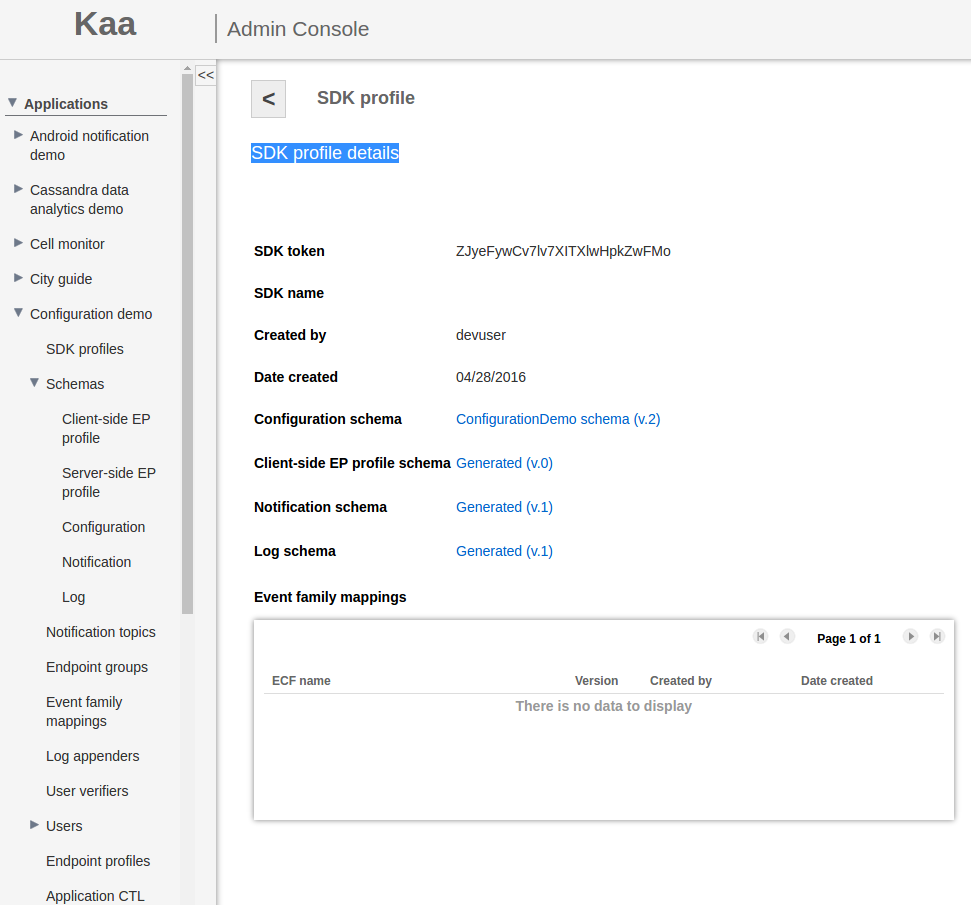 Kaa
Admin Console
<<
Applications
Android notification
demo
Cassandra data
analytics demo
Cell monitor
City guide
Configuration demo
SDK profiles
Schemas
Client-side EP
profile
Server-side EP
profile
Configuration
Notification
Log
Notification topics
Endpoint groups
Event family
mappings
Log appenders
User verifiers
Users
Endpoint profiles
Application CTL
< SDK profile
SDK profile details
SDK token ZJyeFywCv7lv7XITXlwHpkZwFMo
SDK name
Created by devuser
Date created 04/28/2016
Configuration schema ConfigurationDemo schema (v.2)
Client-side EP profile schema Generated (v.0)
Notification schema Generated (v.1)
Log schema Generated (v.1)
Event family mappings
Page 1 of 1
ECF name Version Created by Date created
There is no data to display